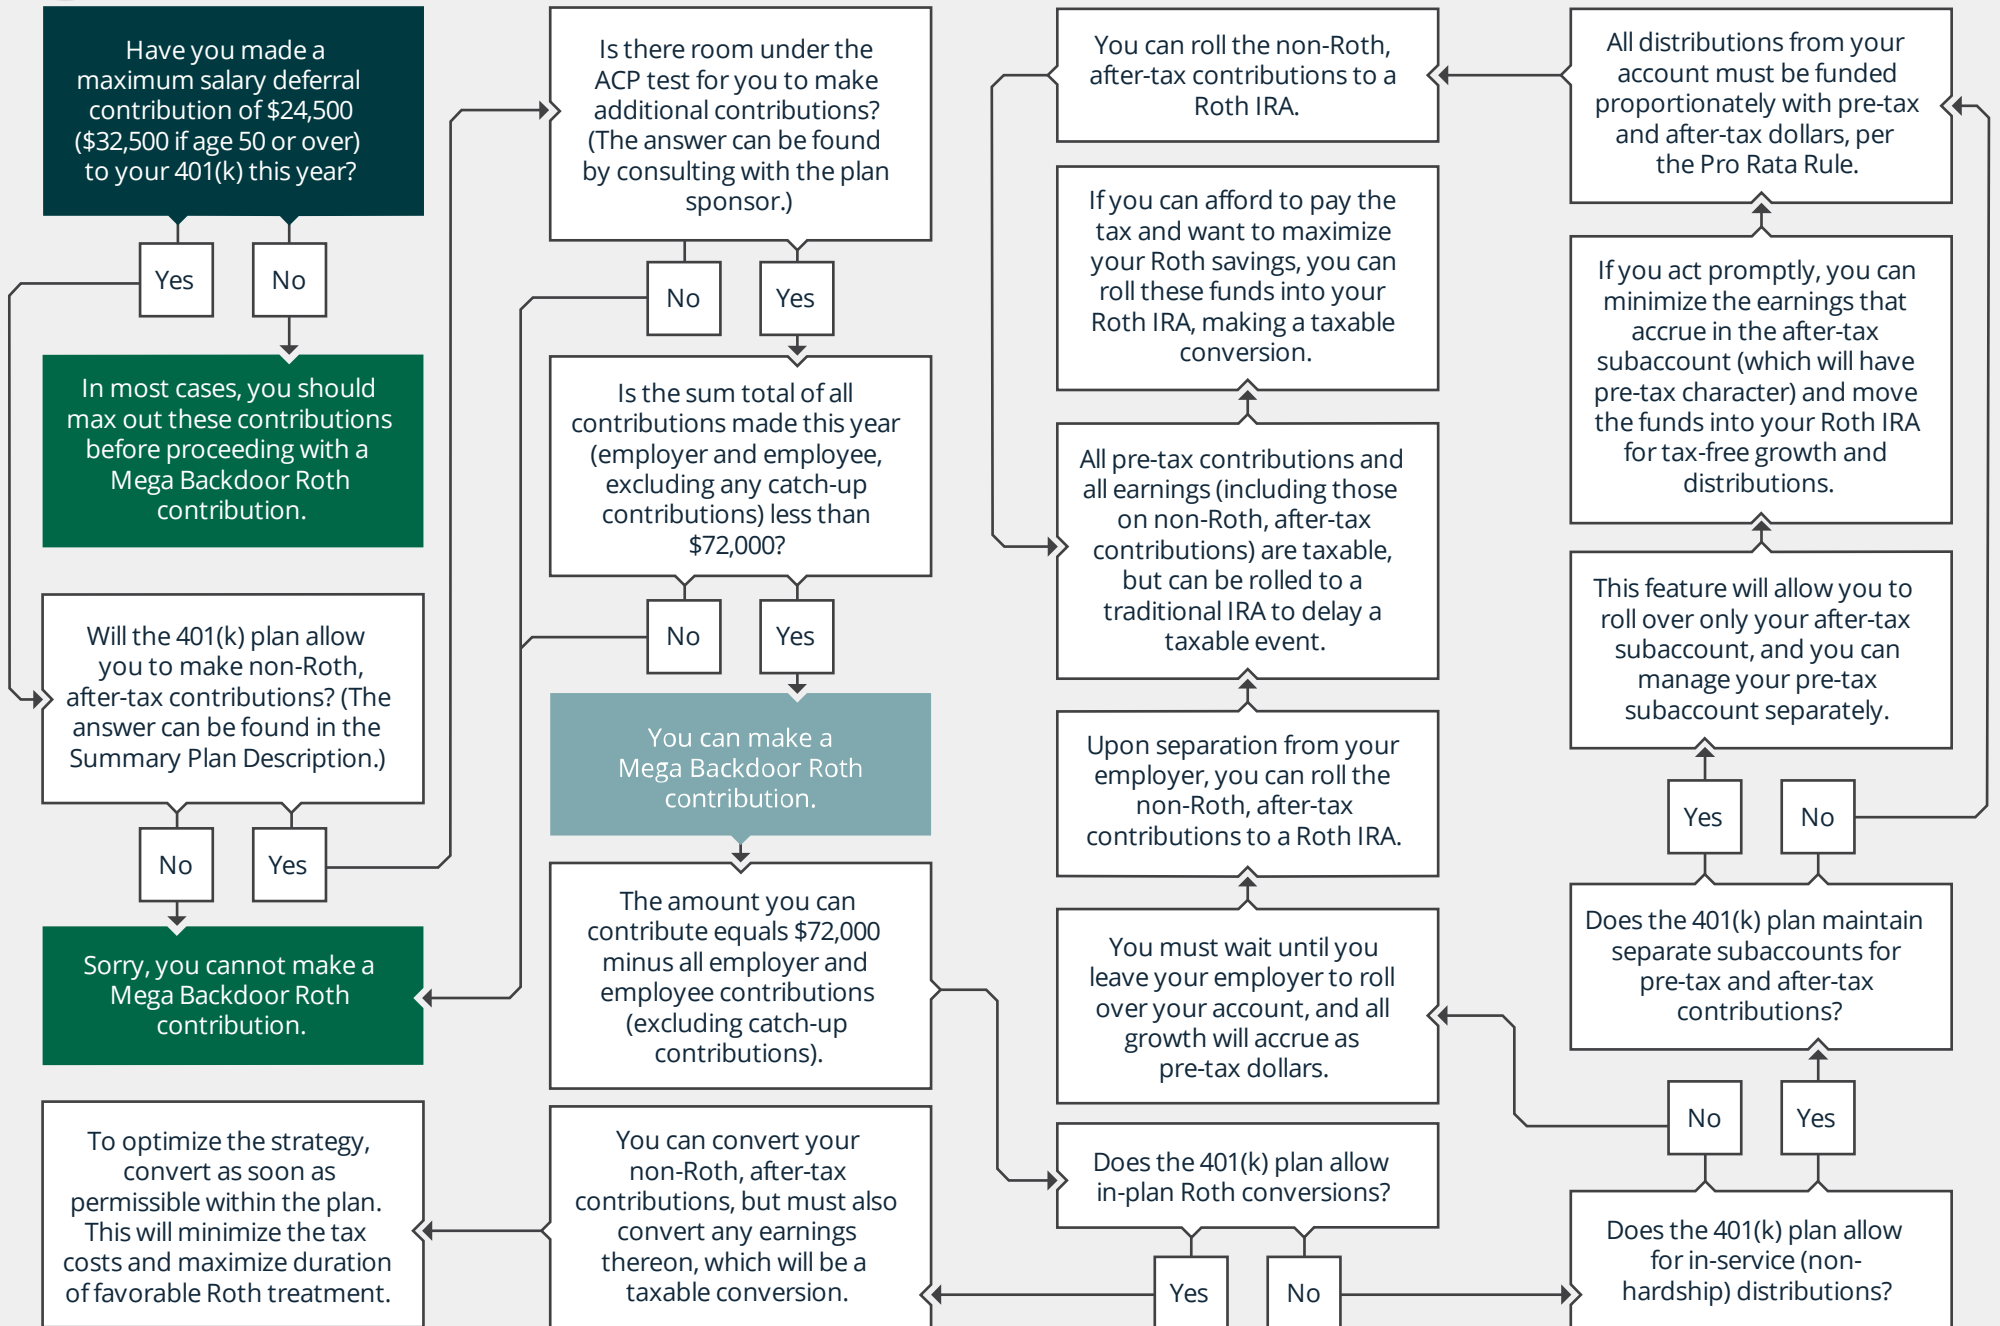 Have you made a
maximum salary deferral
contribution of $24,500
($32,500 if age 50 or over)
to your 401(k) this year?
Yes
No
In most cases, you should
max out these contributions
before proceeding with a
Mega Backdoor Roth
contribution.
Will the 401(k) plan allow
you to make non-Roth,
after-tax contributions? (The
answer can be found in the
Summary Plan Description.)
No
Yes
Sorry, you cannot make a
Mega Backdoor Roth
contribution.
Is there room under the
ACP test for you to make
additional contributions?
(The answer can be found
by consulting with the plan
sponsor.)
No
Yes
Is the sum total of all
contributions made this year
(employer and employee,
excluding any catch-up
contributions) less than
$72,000?
No
Yes
You can make a
Mega Backdoor Roth
contribution.
The amount you can
contribute equals $72,000
minus all employer and
employee contributions
(excluding catch-up
contributions).
Does the 401(k) plan allow
in-plan Roth conversions?
Yes
No
You can convert your
non-Roth, after-tax
contributions, but must also
convert any earnings
thereon, which will be a
taxable conversion.
To optimize the strategy,
convert as soon as
permissible within the plan.
This will minimize the tax
costs and maximize duration
of favorable Roth treatment.
Does the 401(k) plan allow
for in-service (non-
hardship) distributions?
No
Yes
You must wait until you
leave your employer to roll
over your account, and all
growth will accrue as
pre-tax dollars.
Upon separation from your
employer, you can roll the
non-Roth, after-tax
contributions to a Roth IRA.
Does the 401(k) plan maintain
separate subaccounts for
pre-tax and after-tax
contributions?
Yes
No
This feature will allow you to
roll over only your after-tax
subaccount, and you can
manage your pre-tax
subaccount separately.
If you act promptly, you can
minimize the earnings that
accrue in the after-tax
subaccount (which will have
pre-tax character) and move
the funds into your Roth IRA
for tax-free growth and
distributions.
All distributions from your
account must be funded
proportionately with pre-tax
and after-tax dollars, per
the Pro Rata Rule.
You can roll the non-Roth,
after-tax contributions to a
Roth IRA.
All pre-tax contributions and
all earnings (including those
on non-Roth, after-tax
contributions) are taxable,
but can be rolled to a
traditional IRA to delay a
taxable event.
If you can afford to pay the
tax and want to maximize
your Roth savings, you can
roll these funds into your
Roth IRA, making a taxable
conversion.